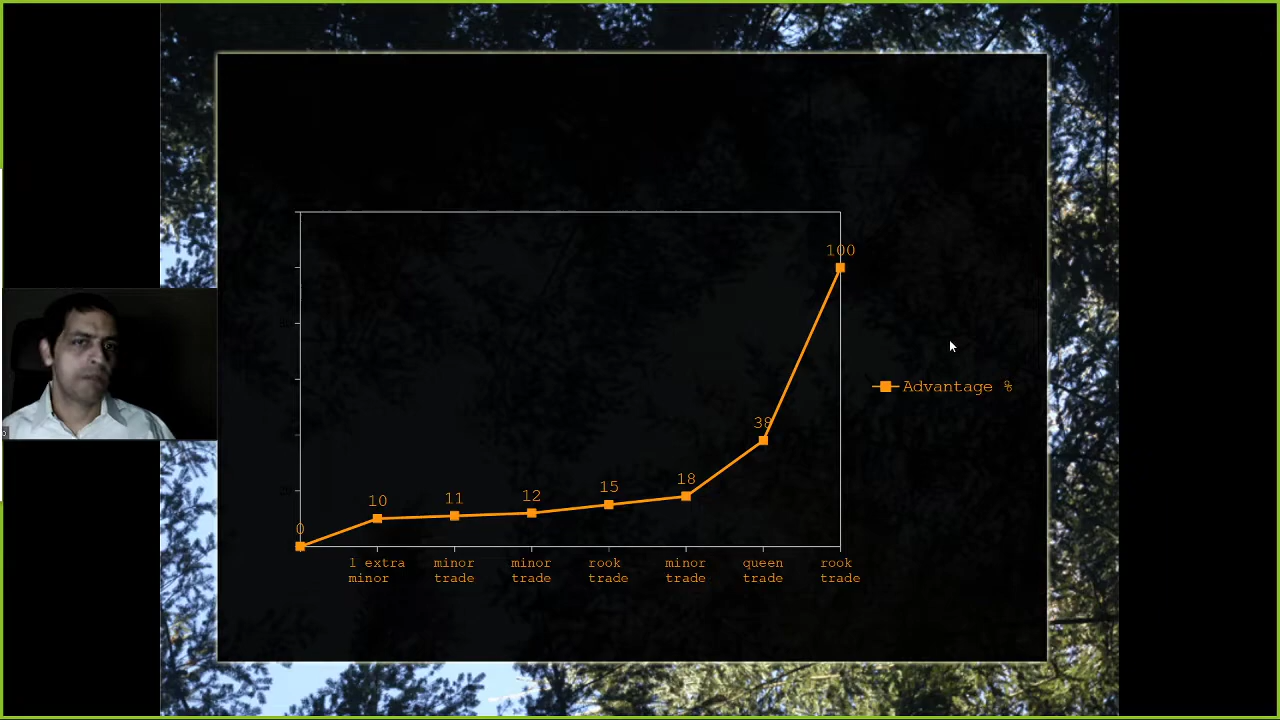 100
38
18
15
12
11
10
0
Advantage %
1 extra minor
minor trade
minor trade
rook trade
minor trade
queen trade
rook trade